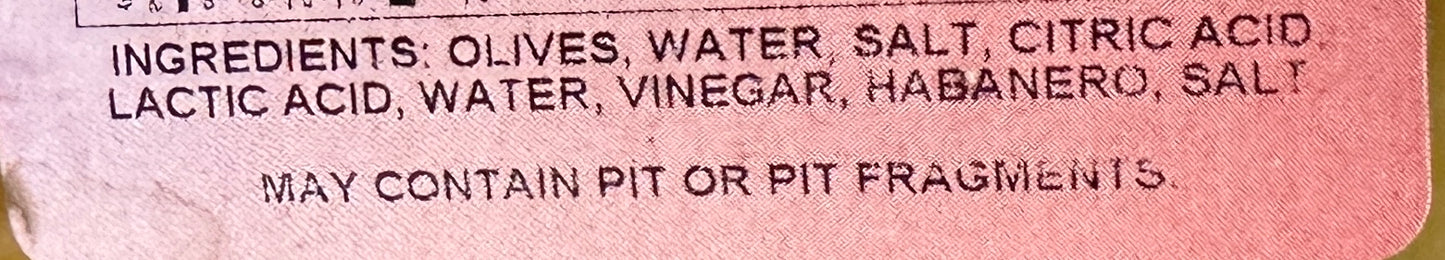 INGREDIENTS: OLIVES, WATER, SALT, CITRIC ACID,
LACTIC ACID, WATER, VINEGAR, HABANERO, SALT
MAY CONTAIN PIT OR PIT FRAGMENTS.